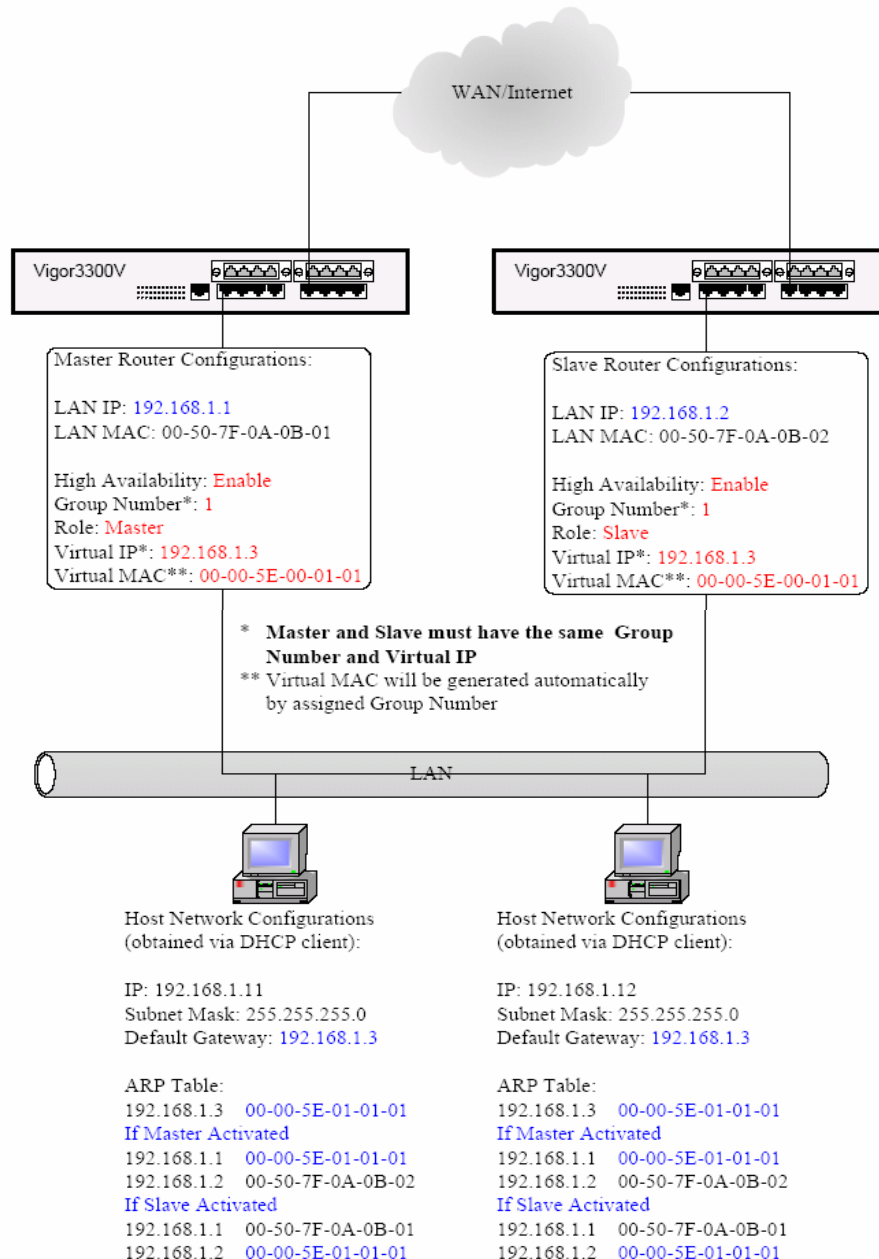 WAN/Internet
Vigor3300V
Vigor3300V
Master Router Configurations:
LAN IP: 192.168.1.1
LAN MAC: 00-50-7F-0A-0B-01
High Availability: Enable
Group Number*: 1
Role: Master
Virtual IP*: 192.168.1.3
Virtual MAC**: 00-00-5E-00-01-01
Slave Router Configurations:
LAN IP: 192.168.1.2
LAN MAC: 00-50-7F-0A-0B-02
High Availability: Enable
Group Number*: 1
Role: Slave
Virtual IP*: 192.168.1.3
Virtual MAC**: 00-00-5E-00-01-01
* Master and Slave must have the same Group
Number and Virtual IP
** Virtual MAC will be generated automatically
by assigned Group Number
LAN
Host Network Configurations
(obtained via DHCP client):
IP: 192.168.1.11
Subnet Mask: 255.255.255.0
Default Gateway: 192.168.1.3
ARP Table:
192.168.1.3 00-00-5E-01-01-01
If Master Activated
192.168.1.1 00-00-5E-01-01-01
192.168.1.2 00-50-7F-0A-0B-02
If Slave Activated
192.168.1.1 00-50-7F-0A-0B-01
192.168.1.2 00-00-5E-01-01-01
Host Network Configurations
(obtained via DHCP client):
IP: 192.168.1.12
Subnet Mask: 255.255.255.0
Default Gateway: 192.168.1.3
ARP Table:
192.168.1.3 00-00-5E-01-01-01
If Master Activated
192.168.1.1 00-00-5E-01-01-01
192.168.1.2 00-50-7F-0A-0B-02
If Slave Activated
192.168.1.1 00-50-7F-0A-0B-01
192.168.1.2 00-00-5E-01-01-01